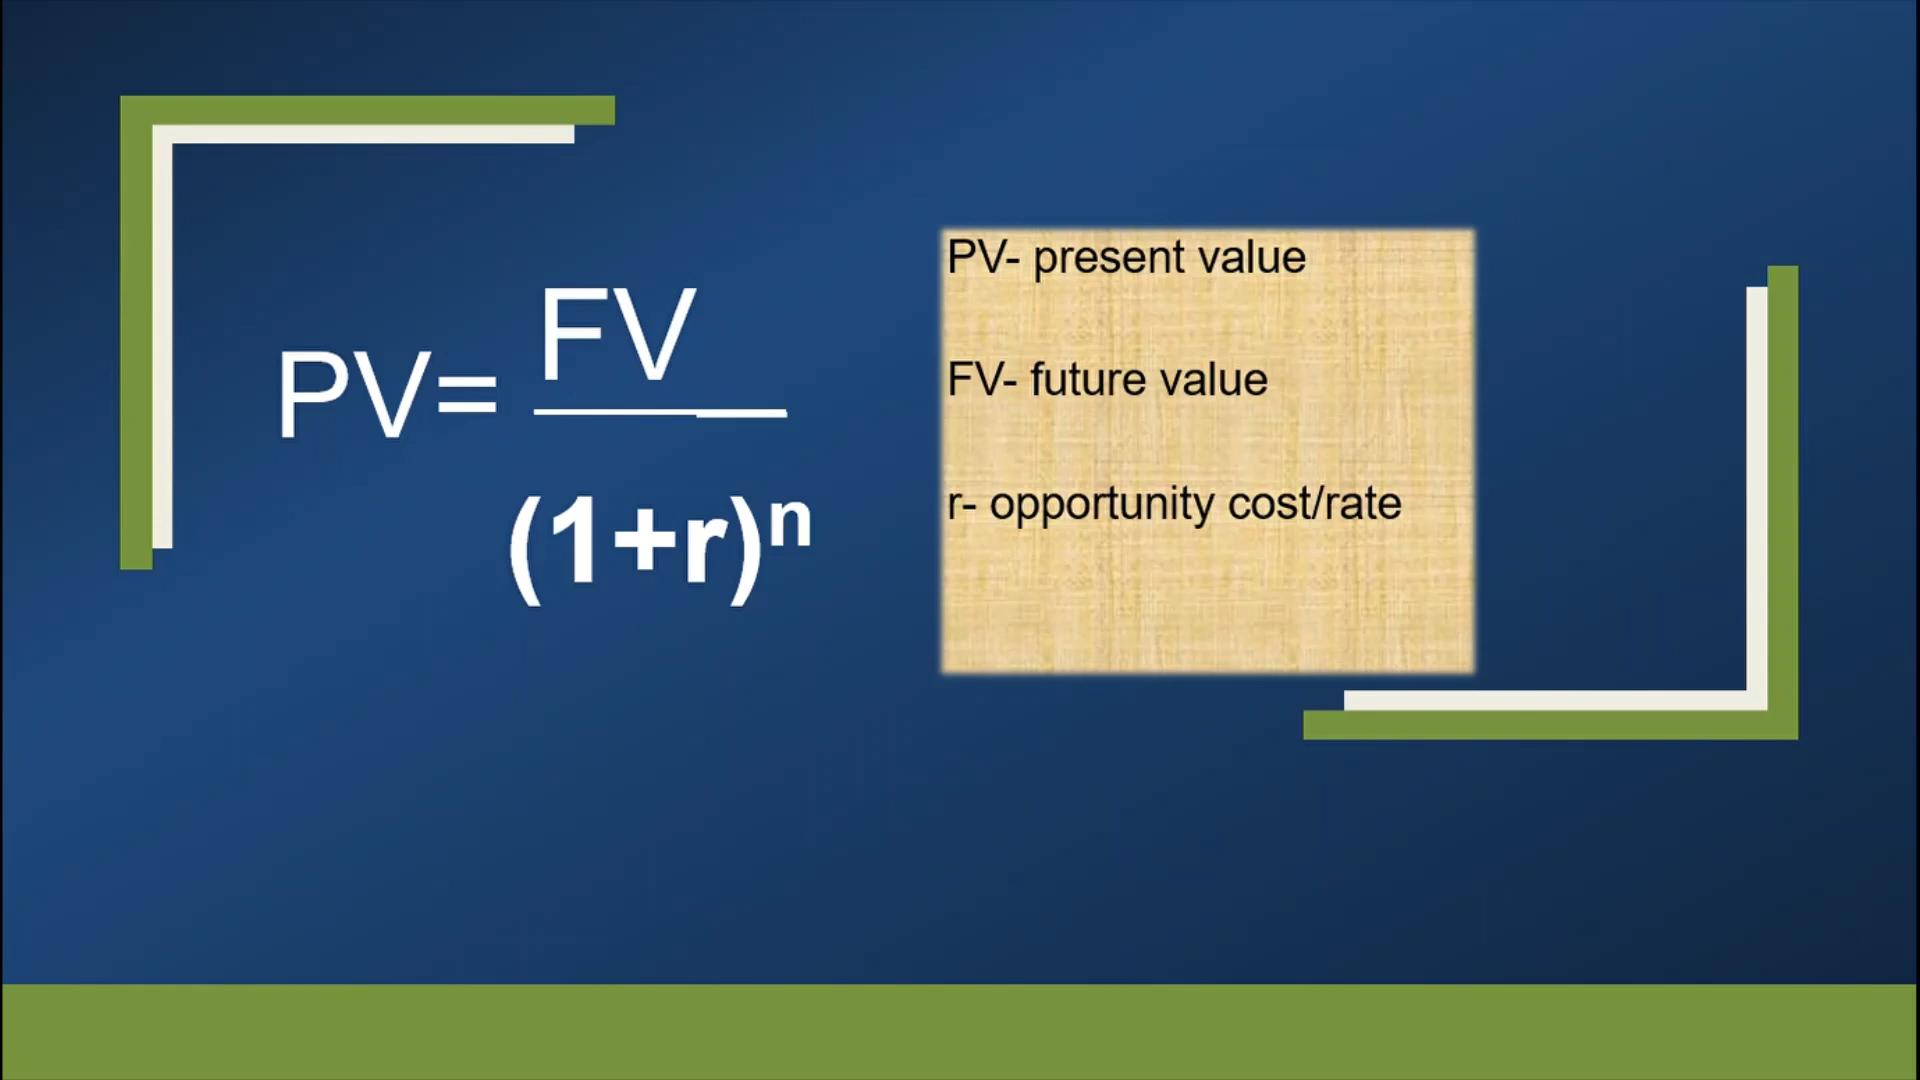 PV= FV
(1+r)ⁿ
PV- present value
FV- future value
r- opportunity cost/rate